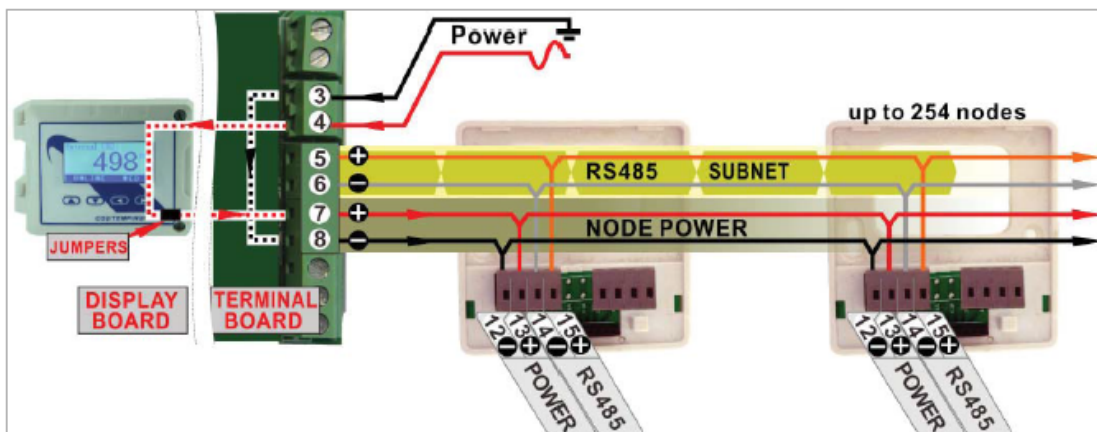 Power
3
4
up to 254 nodes
5 +
RS485 SUBNET
6 −
498
7 +
NODE POWER
8 −
JUMPERS
DISPLAY
BOARD
TERMINAL
BOARD
12 −
13 +
14 −
15 +
POWER
RS485
12 −
13 +
14 −
15 +
POWER
RS485